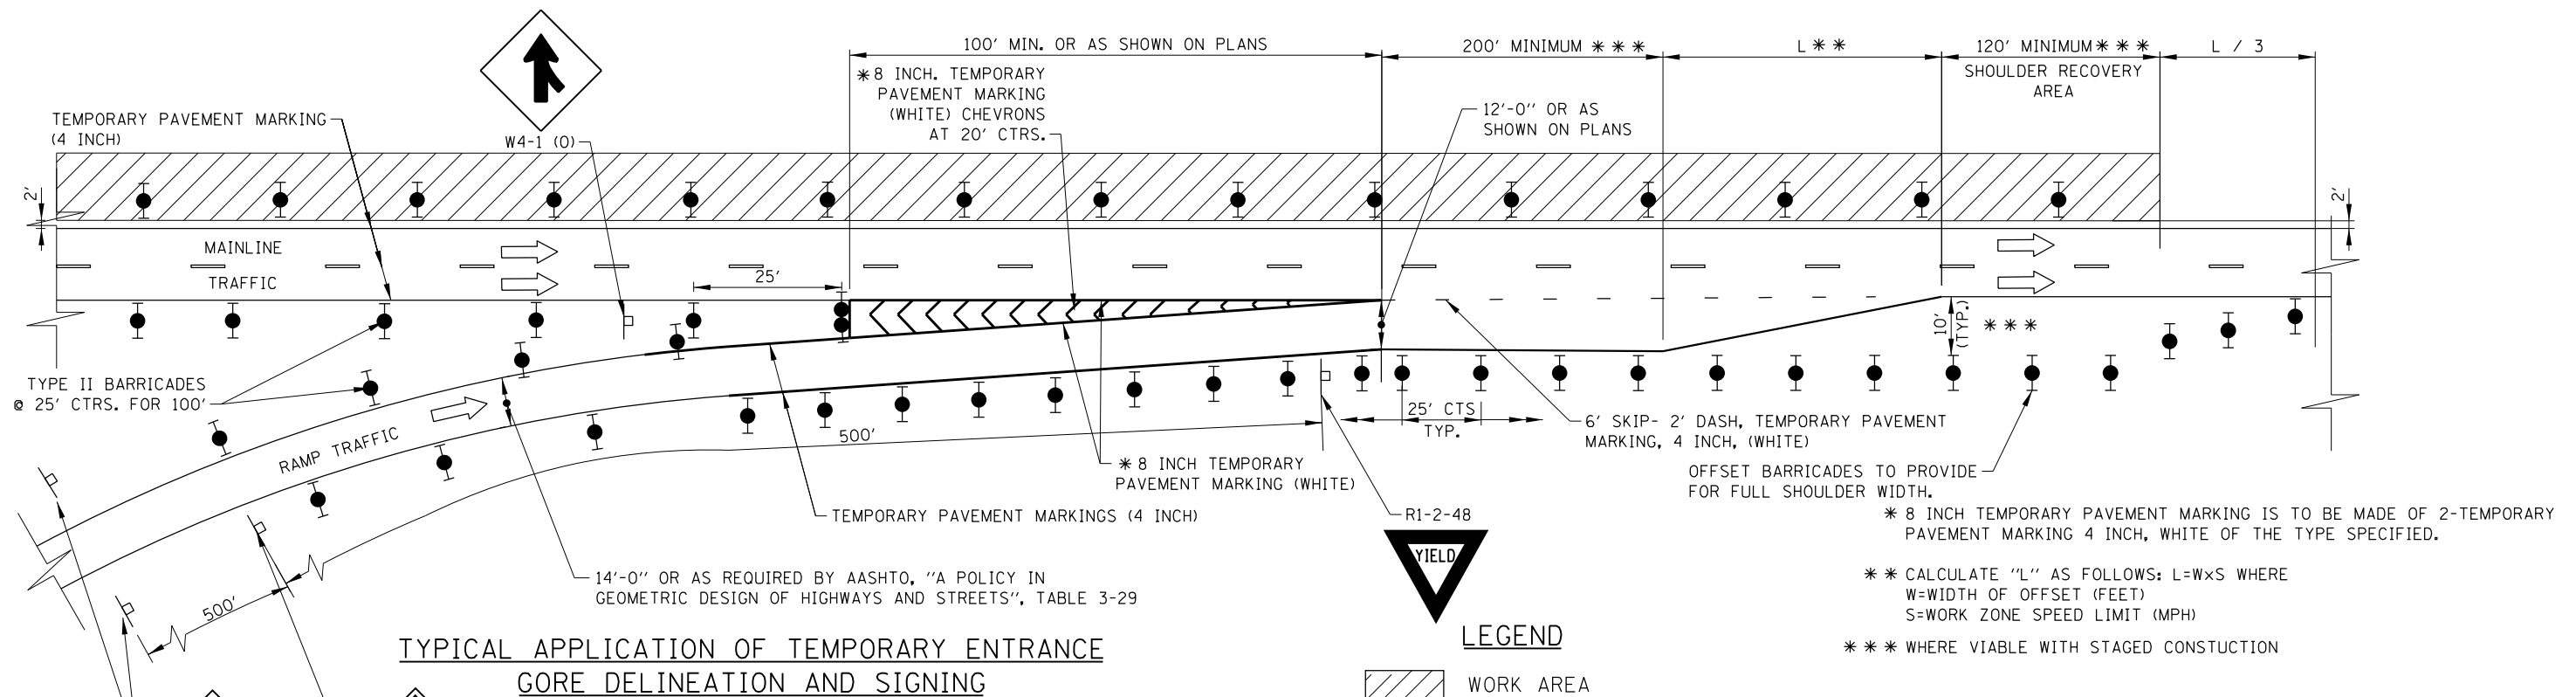 100' MIN. OR AS SHOWN ON PLANS
200' MINIMUM ***
L **
120' MINIMUM ***
L / 3
SHOULDER RECOVERY
AREA
*8 INCH. TEMPORARY
PAVEMENT MARKING
(WHITE) CHEVRONS
AT 20' CTRS.
12'-0" OR AS
SHOWN ON PLANS
TEMPORARY PAVEMENT MARKING
(4 INCH)
W4-1 (O)
2'
2'
MAINLINE
TRAFFIC
25'
10'
(TYP.)
***
TYPE II BARRICADES
@ 25' CTRS. FOR 100'
RAMP TRAFFIC
25' CTS
TYP.
500'
6' SKIP- 2' DASH, TEMPORARY PAVEMENT
MARKING, 4 INCH, (WHITE)
*8 INCH TEMPORARY
PAVEMENT MARKING (WHITE)
OFFSET BARRICADES TO PROVIDE
FOR FULL SHOULDER WIDTH.
TEMPORARY PAVEMENT MARKINGS (4 INCH)
R1-2-48
YIELD
* 8 INCH TEMPORARY PAVEMENT MARKING IS TO BE MADE OF 2-TEMPORARY
PAVEMENT MARKING 4 INCH, WHITE OF THE TYPE SPECIFIED.
14'-0" OR AS REQUIRED BY AASHTO, "A POLICY IN
GEOMETRIC DESIGN OF HIGHWAYS AND STREETS", TABLE 3-29
** CALCULATE "L" AS FOLLOWS: L=WxS WHERE
W=WIDTH OF OFFSET (FEET)
S=WORK ZONE SPEED LIMIT (MPH)
500'
*** WHERE VIABLE WITH STAGED CONSTUCTION
TYPICAL APPLICATION OF TEMPORARY ENTRANCE
GORE DELINEATION AND SIGNING
LEGEND
WORK AREA